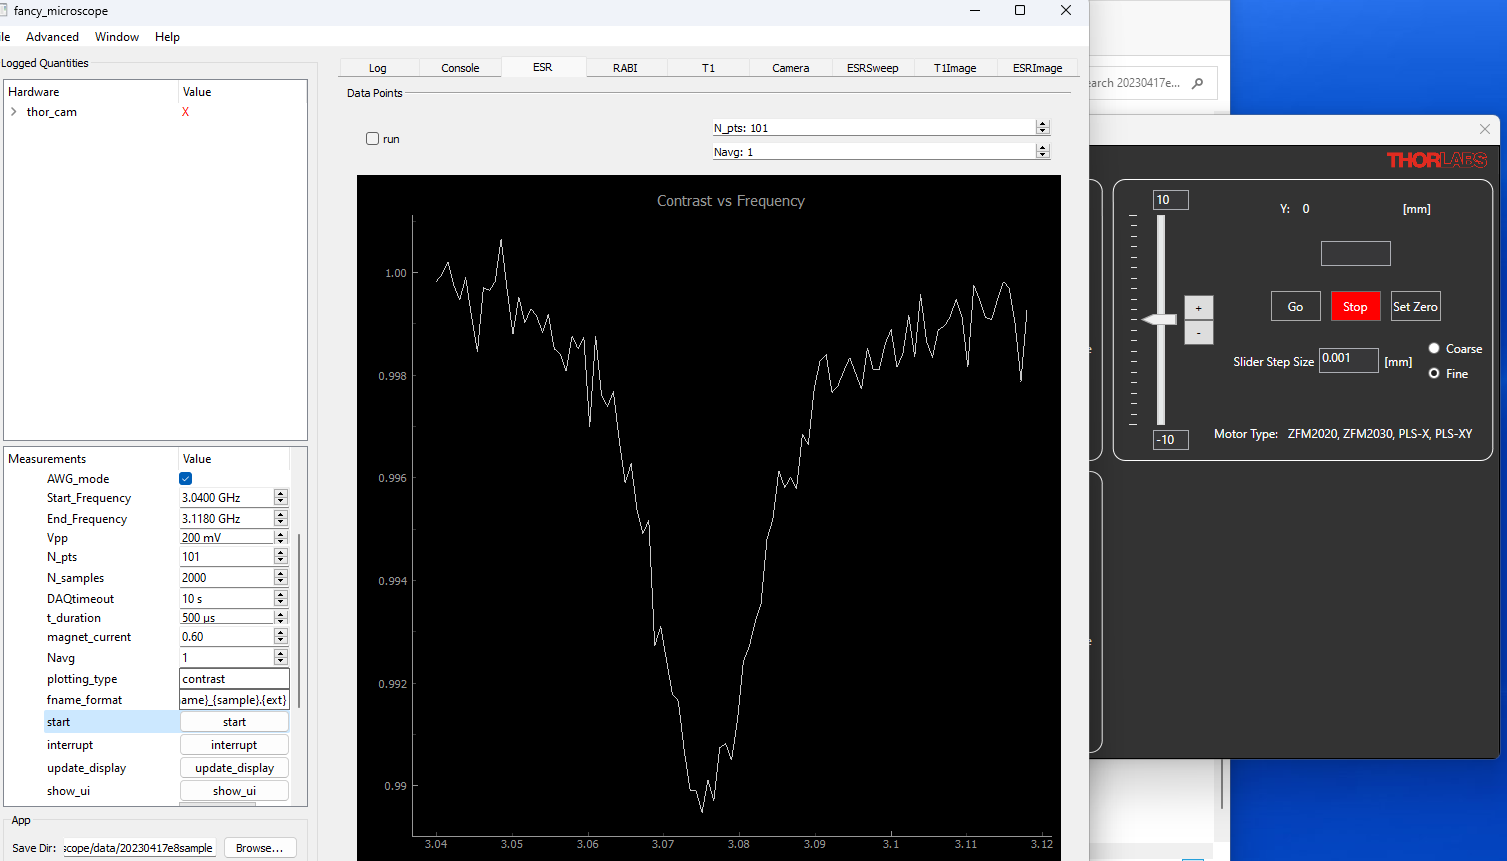 fancy_microscope
ile Advanced Window Help
Logged Quantities
Hardware Value
thor_cam X
Measurements Value
AWG_mode
Start_Frequency 3.0400 GHz
End_Frequency 3.1180 GHz
Vpp 200 mV
N_pts 101
N_samples 2000
DAQtimeout 10 s
t_duration 500 µs
magnet_current 0.60
Navg 1
plotting_type contrast
fname_format ame}_{sample}.{ext}
start start
interrupt interrupt
update_display update_display
show_ui show_ui
App
Save Dir: scope/data/20230417e8sample Browse...
Log Console ESR RABI T1 Camera ESRSweep T1Image ESRImage
Data Points
run
N_pts: 101
Navg: 1
Contrast vs Frequency
1.00
0.998
0.996
0.994
0.992
0.99
3.04 3.05 3.06 3.07 3.08 3.09 3.1 3.11 3.12
earch 20230417e...
THORLABS
10
Y: 0 [mm]
Go Stop Set Zero
+
-
Slider Step Size 0.001 [mm]
Coarse
Fine
-10
Motor Type: ZFM2020, ZFM2030, PLS-X, PLS-XY
e
e